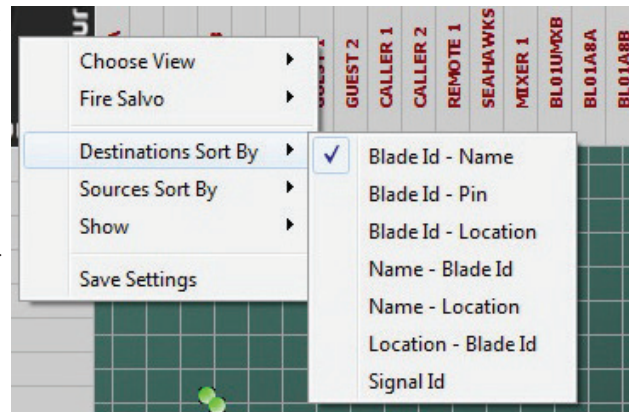 GUEST 2
CALLER 1
CALLER 2
REMOTE 1
SEAHAWKS
MIXER 1
BL01UMXB
BL01A8A
BL01A8B
Choose View
Fire Salvo
Destinations Sort By
Sources Sort By
Show
Save Settings
Blade Id - Name
Blade Id - Pin
Blade Id - Location
Name - Blade Id
Name - Location
Location - Blade Id
Signal Id